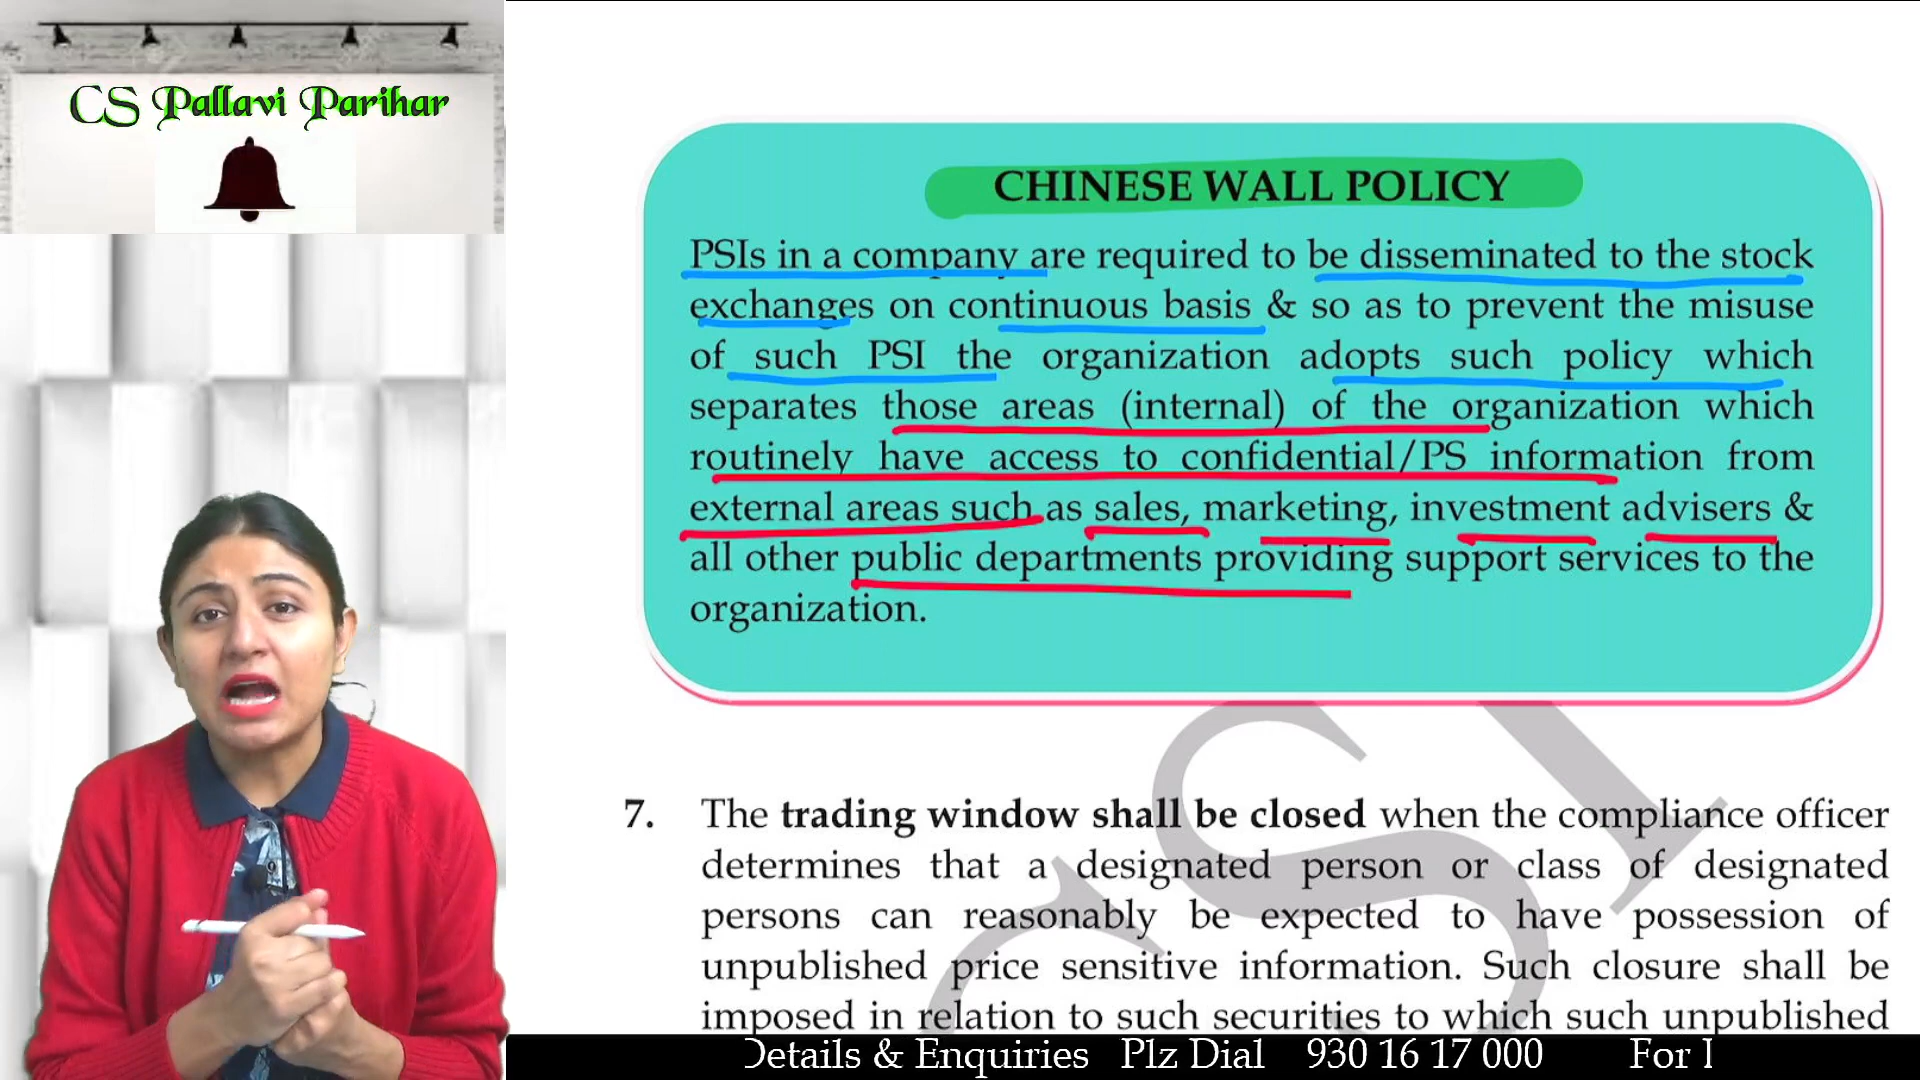 CS Pallavi Parihar
CHINESE WALL POLICY
PSIs in a company are required to be disseminated to the stock
exchanges on continuous basis & so as to prevent the misuse
of such PSI the organization adopts such policy which
separates those areas (internal) of the organization which
routinely have access to confidential/PS information from
external areas such as sales, marketing, investment advisers &
all other public departments providing support services to the
organization.
7. The trading window shall be closed when the compliance officer
determines that a designated person or class of designated
persons can reasonably be expected to have possession of
unpublished price sensitive information. Such closure shall be
imposed in relation to such securities to which such unpublished
Details & Enquiries Plz Dial 930 16 17 000 For